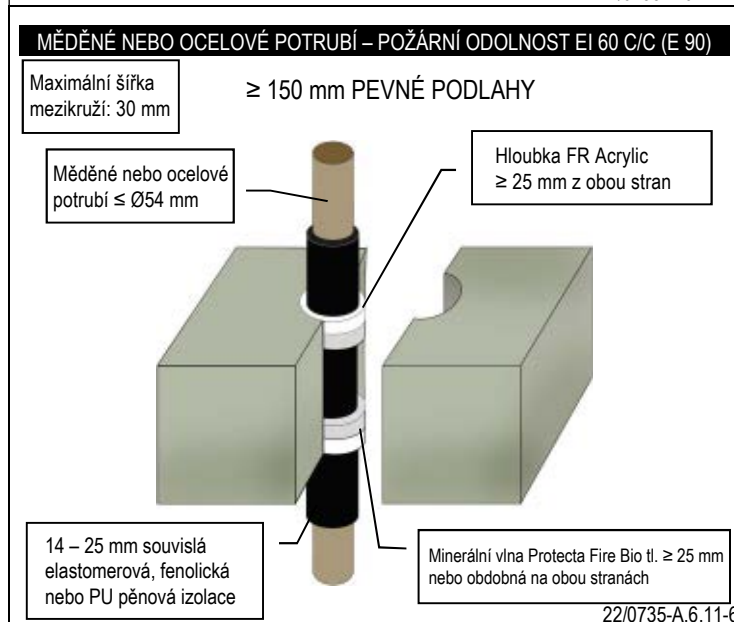 MĚDĚNÉ NEBO OCELOVÉ POTRUBÍ – POŽÁRNÍ ODOLNOST EI 60 C/C (E 90)
Maximální šířka
mezikruží: 30 mm
≥ 150 mm PEVNÉ PODLAHY
Měděné nebo ocelové
potrubí ≤ Ø54 mm
Hloubka FR Acrylic
≥ 25 mm z obou stran
14 – 25 mm souvislá
elastomerová, fenolická
nebo PU pěnová izolace
Minerální vlna Protecta Fire Bio tl. ≥ 25 mm
nebo obdobná na obou stranách
22/0735-A.6.11-6